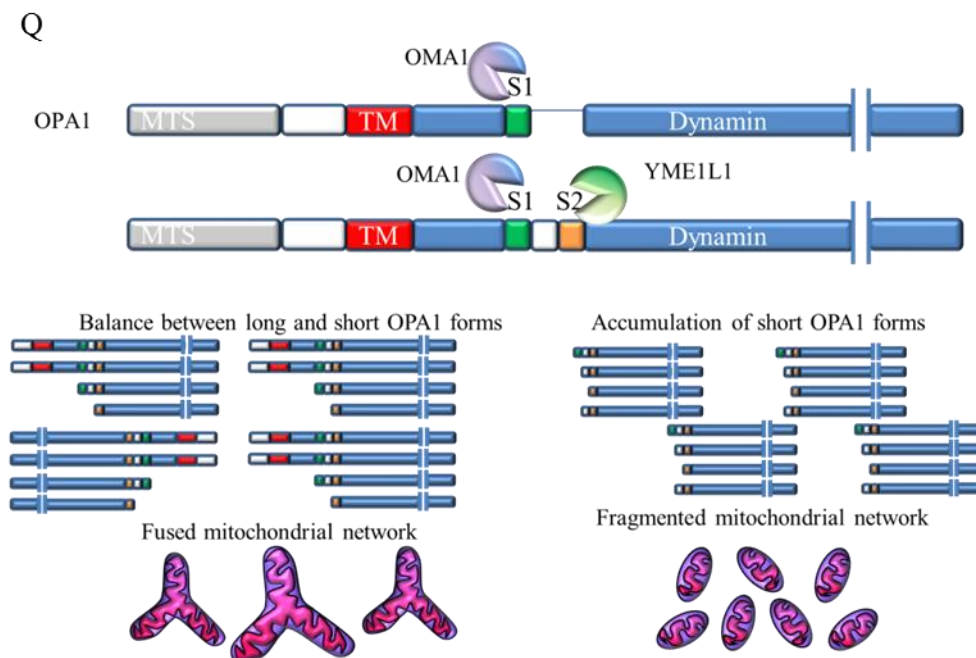 Q
OMA1
S1
OPA1
MTS
TM
Dynamin
OMA1
YME1L1
S1
S2
MTS
TM
Dynamin
Balance between long and short OPA1 forms
Accumulation of short OPA1 forms
Fused mitochondrial network
Fragmented mitochondrial network